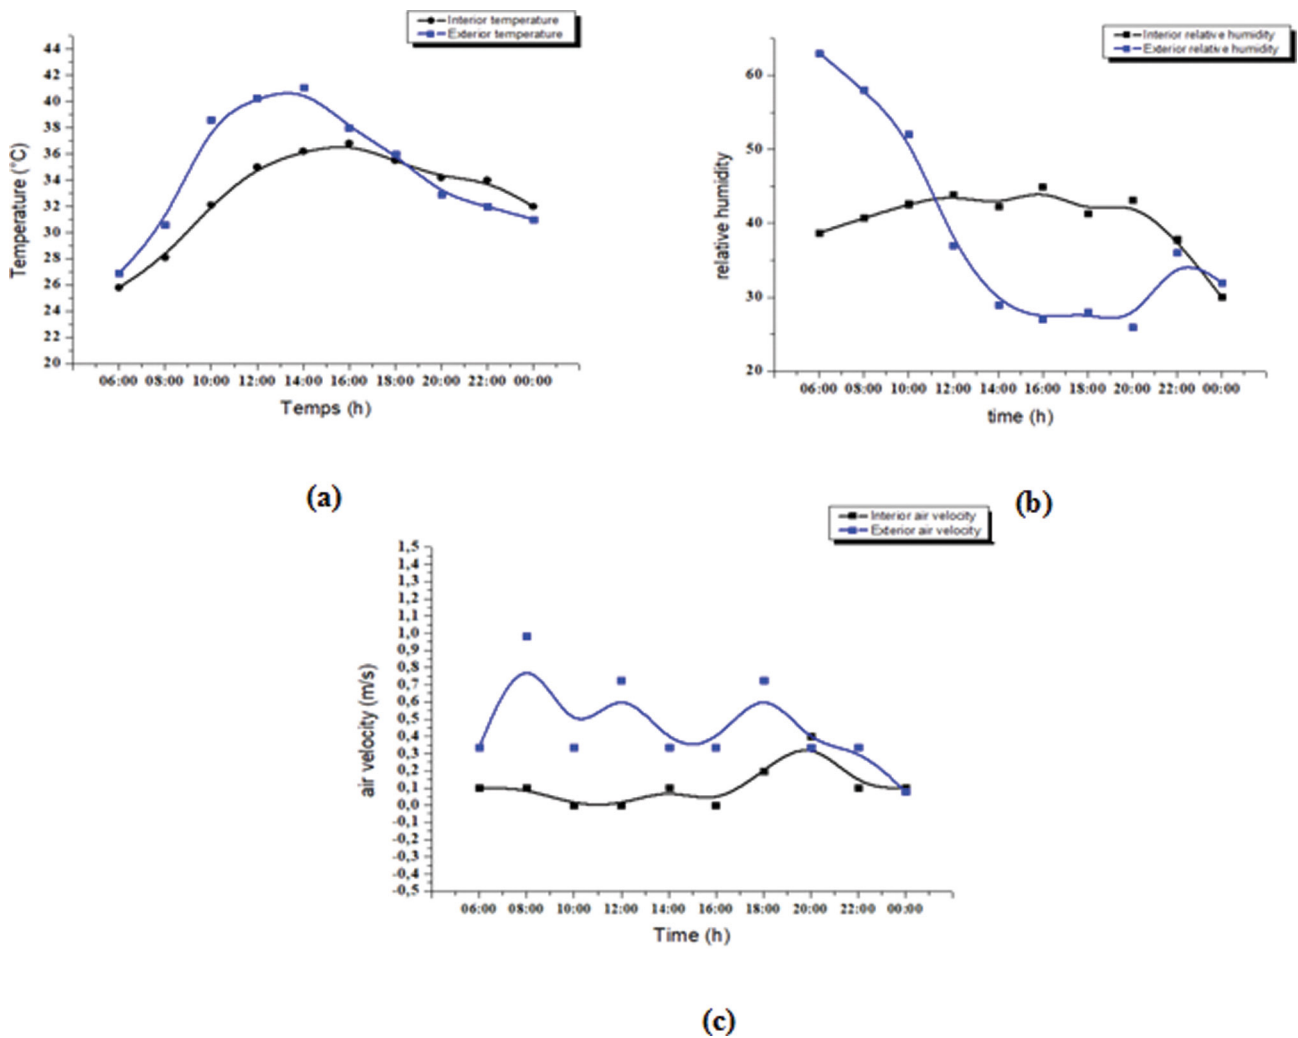 Interior temperature
Exterior temperature
44
42
40
38
36
34
32
30
28
26
24
22
20
Temperature (°C)
06:00 08:00 10:00 12:00 14:00 16:00 18:00 20:00 22:00 00:00
Temps (h)
(a)
Interior relative humidity
Exterior relative humidity
60
50
40
30
20
relative humidity
06:00 08:00 10:00 12:00 14:00 16:00 18:00 20:00 22:00 00:00
time (h)
(b)
Interior air velocity
Exterior air velocity
1,5
1,4
1,3
1,2
1,1
1,0
0,9
0,8
0,7
0,6
0,5
0,4
0,3
0,2
0,1
0,0
-0,1
-0,2
-0,3
-0,4
-0,5
air velocity (m/s)
06:00 08:00 10:00 12:00 14:00 16:00 18:00 20:00 22:00 00:00
Time (h)
(c)